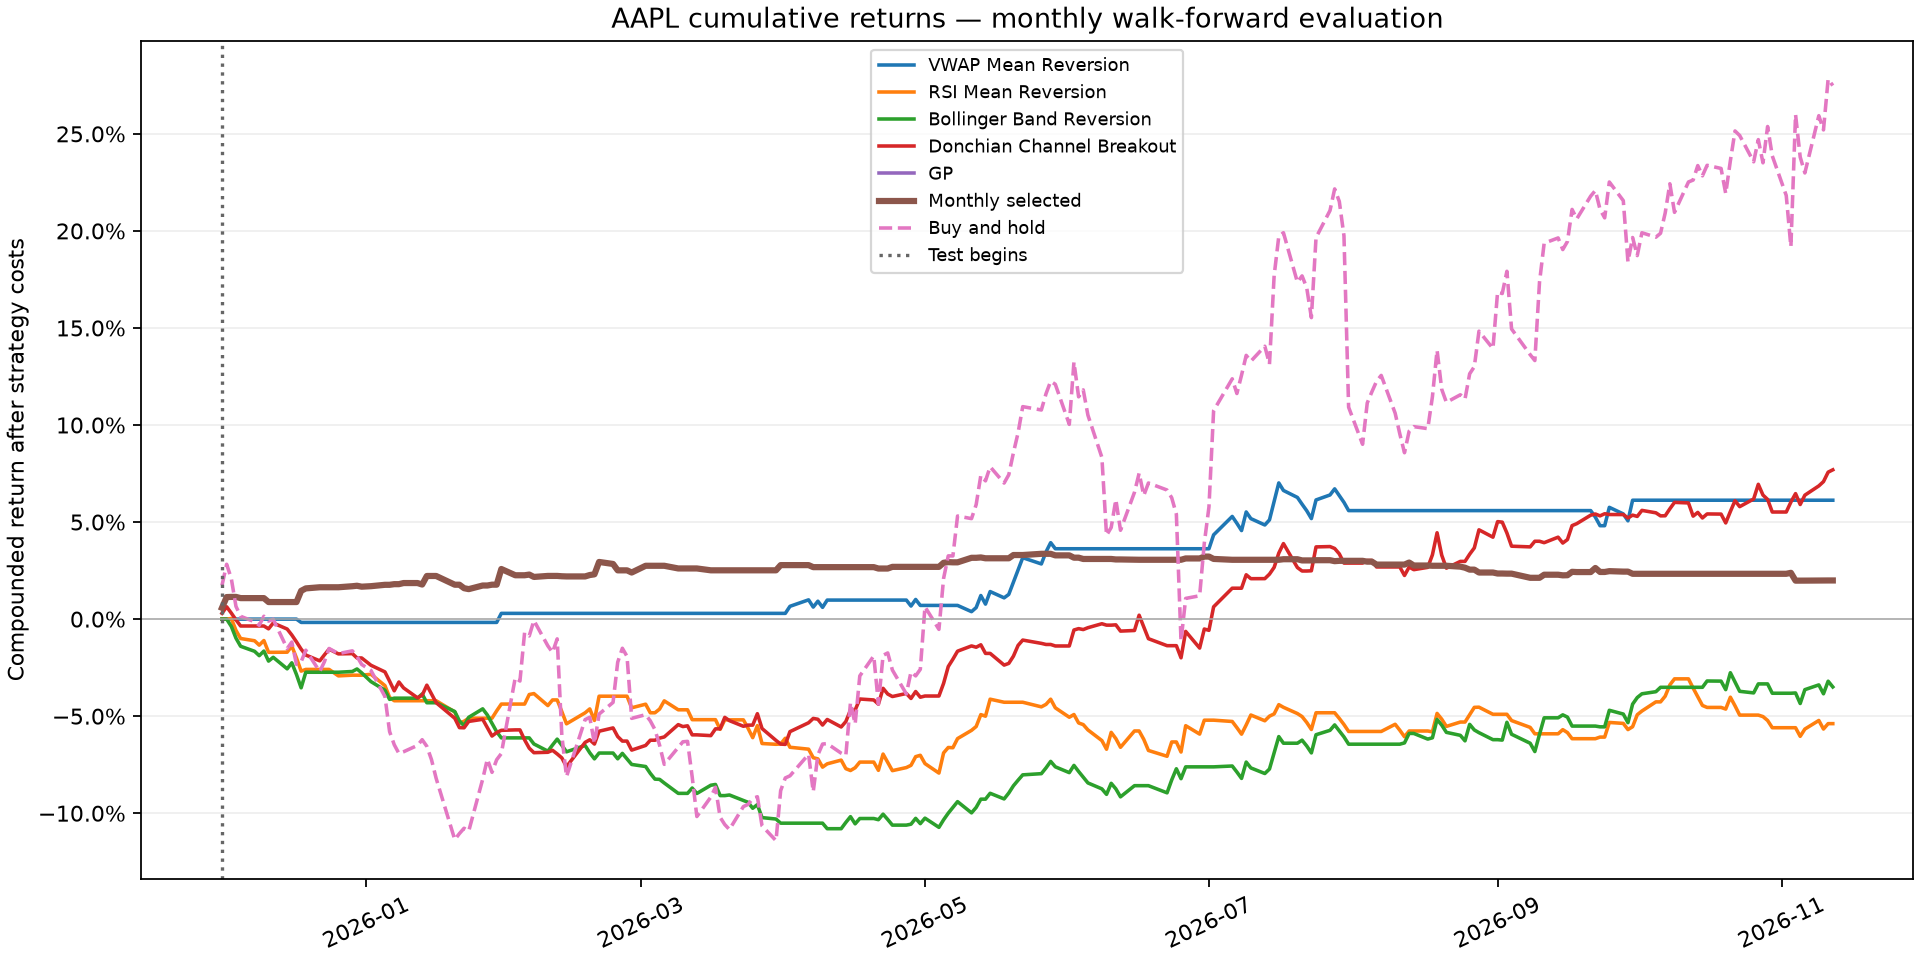 AAPL cumulative returns — monthly walk-forward evaluation
VWAP Mean Reversion
RSI Mean Reversion
Bollinger Band Reversion
Donchian Channel Breakout
GP
Monthly selected
Buy and hold
Test begins
Compounded return after strategy costs
25.0%
20.0%
15.0%
10.0%
5.0%
0.0%
−5.0%
−10.0%
2026-01
2026-03
2026-05
2026-07
2026-09
2026-11